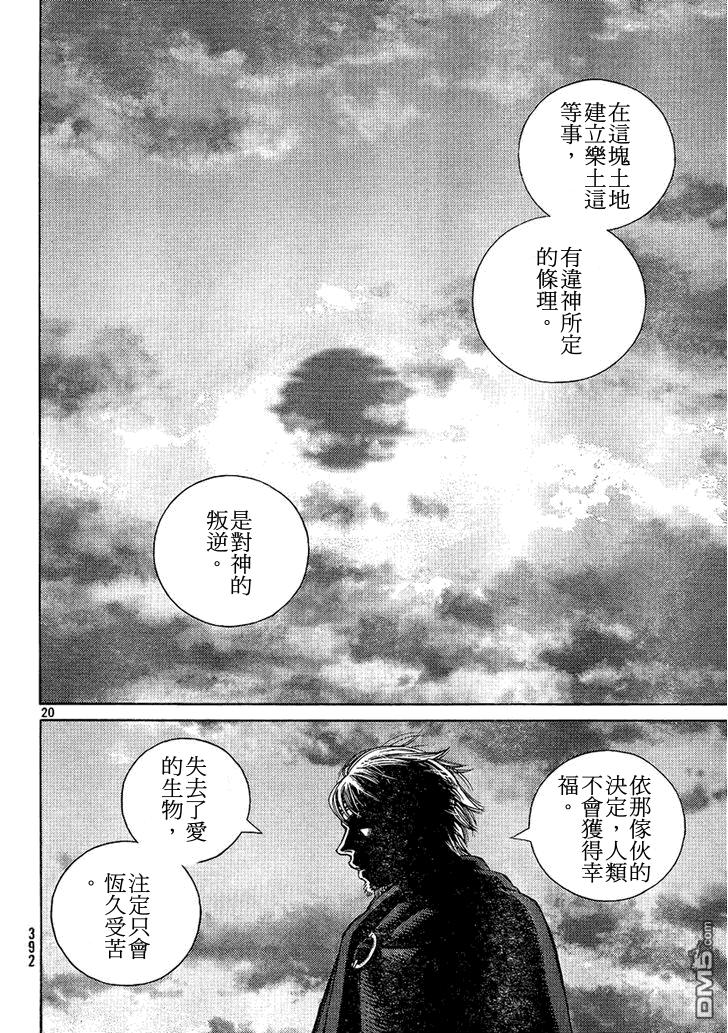 在這塊土地
建立樂土這
等事，
有違神所定
的條理。
是對神的
叛逆。
20
依那傢伙的
決定，人類
不會獲得幸
福。
失去了愛
的生物，
注定只會
恆久受苦
。
392
DM5.com